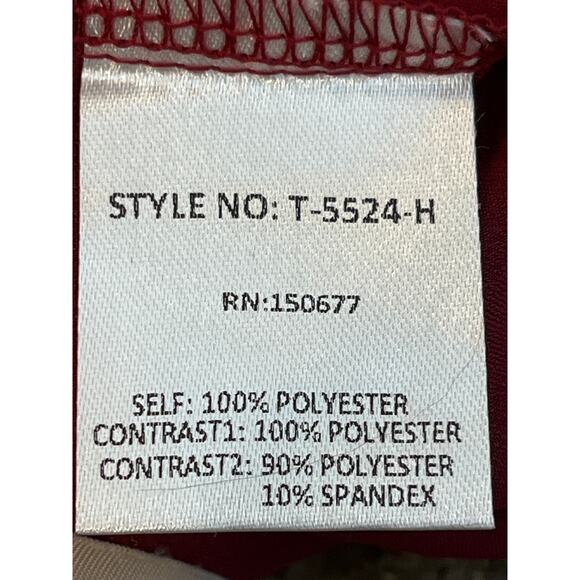 STYLE NO: T-5524-H
RN:150677
SELF: 100% POLYESTER
CONTRAST1: 100% POLYESTER
CONTRAST2: 90% POLYESTER
10% SPANDEX